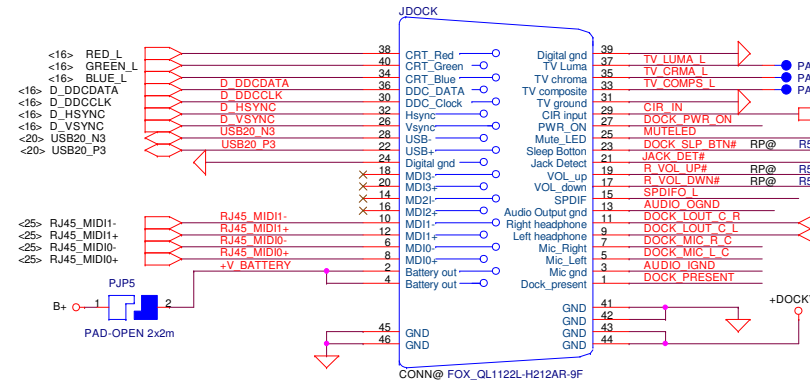 JDOCK
<16> RED_L 38 CRT_Red Digital gnd 39
<16> GREEN_L 40 CRT_Green TV Luma 37 TV_LUMA_L PA
<16> BLUE_L 34 CRT_Blue TV chroma 35 TV_CRMA_L PA
<16> D_DDCDATA D_DDCDATA 36 DDC_DATA TV composite 33 TV_COMPS_L PA
<16> D_DDCCLK D_DDCCLK 30 DDC_Clock TV ground 31
<16> D_HSYNC D_HSYNC 32 Hsync CIR input 29 CIR_IN
<16> D_VSYNC D_VSYNC 26 Vsync PWR_ON 27 DOCK_PWR_ON
<20> USB20_N3 USB20_N3 28 USB- Mute_LED 25 MUTELED
<20> USB20_P3 USB20_P3 22 USB+ Sleep Botton 23 DOCK_SLP_BTN# RP@ R5
24 Digital gnd Jack Detect 21 JACK_DET#
18 MDI3- VOL_up 19 R_VOL_UP# RP@ R5
20 MDI3+ VOL_down 17 R_VOL_DWN# RP@ R5
14 MD2I- SPDIF 15 SPDIFO_L
16 MDI2+ Audio Output gnd 13 AUDIO_OGND
<25> RJ45_MIDI1- RJ45_MIDI1- 10 MDI1- Right headphone 11 DOCK_LOUT_C_R
<25> RJ45_MIDI1+ RJ45_MIDI1+ 12 MDI1+ Left headphone 9 DOCK_LOUT_C_L
<25> RJ45_MIDI0- RJ45_MIDI0- 6 MDI0- Mic_Right 7 DOCK_MIC_R_C
<25> RJ45_MIDI0+ RJ45_MIDI0+ 8 MDI0+ Mic_Left 5 DOCK_MIC_L_C
+V_BATTERY 2 Battery out Mic gnd 3 AUDIO_IGND
4 Battery out Dock_present 1 DOCK_PRESENT
PJP5
B+ 1 2
PAD-OPEN 2x2m
GND 41
GND 42
45 GND GND 43
46 GND GND 44
+DOCK
CONN@ FOX_QL1122L-H212AR-9F